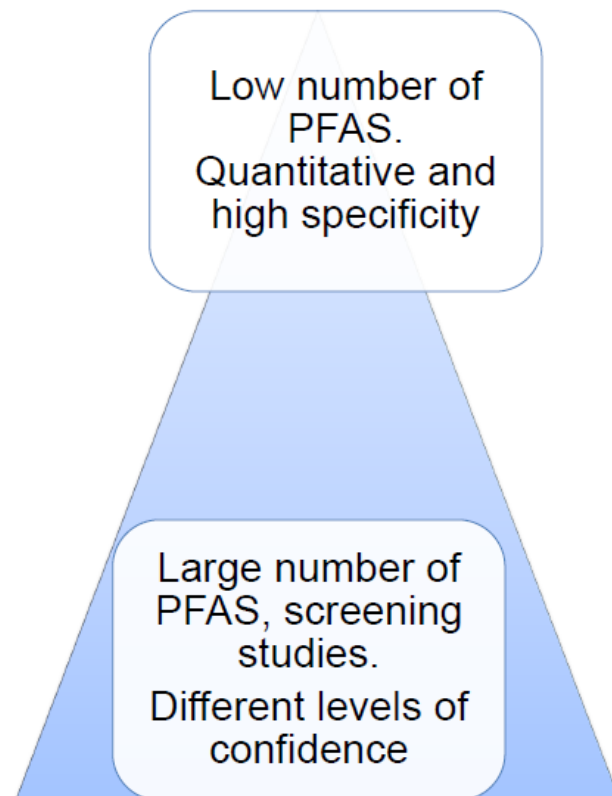 Low number of
PFAS.
Quantitative and
high specificity
Large number of
PFAS, screening
studies.
Different levels of
confidence